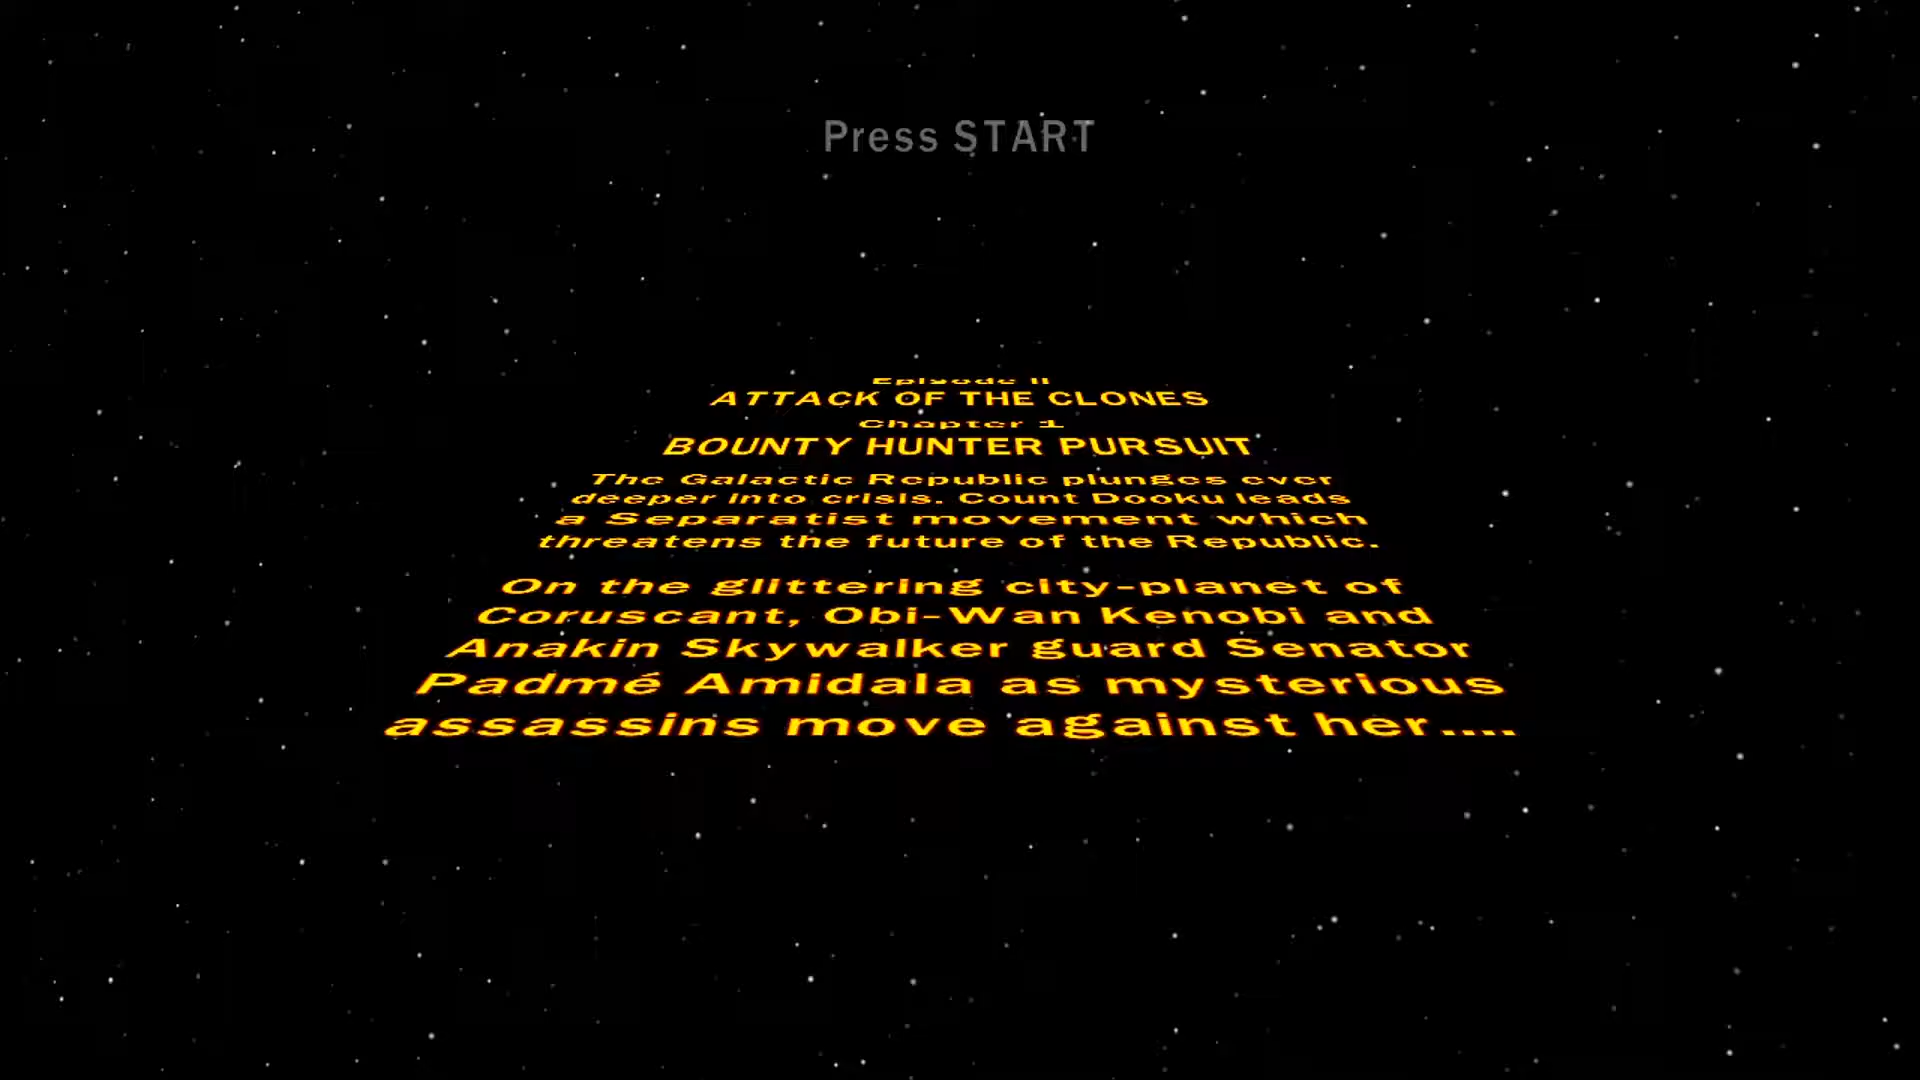 Press START
Episode II
ATTACK OF THE CLONES
Chapter 1
BOUNTY HUNTER PURSUIT
The Galactic Republic plunges ever
deeper into crisis. Count Dooku leads
a Separatist movement which
threatens the future of the Republic.
On the glittering city-planet of
Coruscant, Obi-Wan Kenobi and
Anakin Skywalker guard Senator
Padmé Amidala as mysterious
assassins move against her....